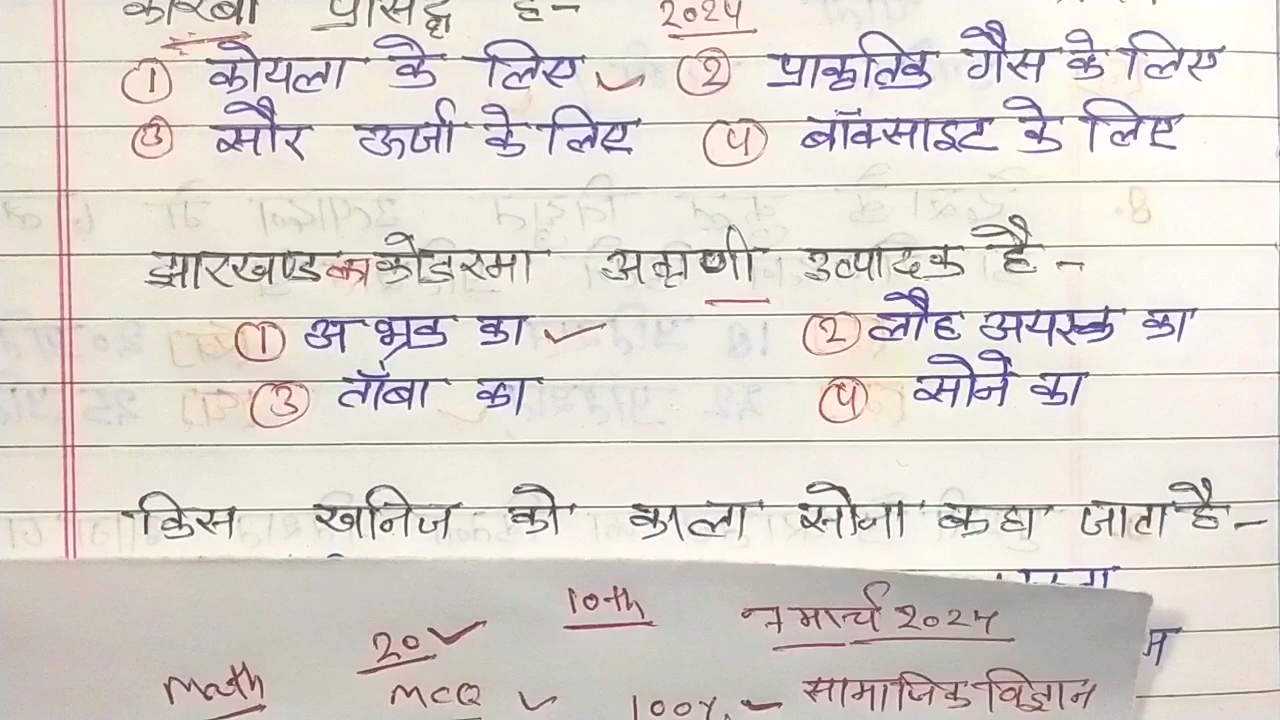 कोरबा प्रसिद्ध है- 2024
① कोयला के लिए ② प्राकृतिक गैस के लिए
③ सौर ऊर्जा के लिए ④ बॉक्साइट के लिए
झारखण्ड का कोडरमा अग्रणी उत्पादक है -
① अभ्रक का ② लौह अयस्क का
③ ताँबा का ④ सोने का
किस खनिज को काला सोना कहा जाता है-
10th 7 मार्च 2024
20
Math MCQ 100% - सामाजिक विज्ञान